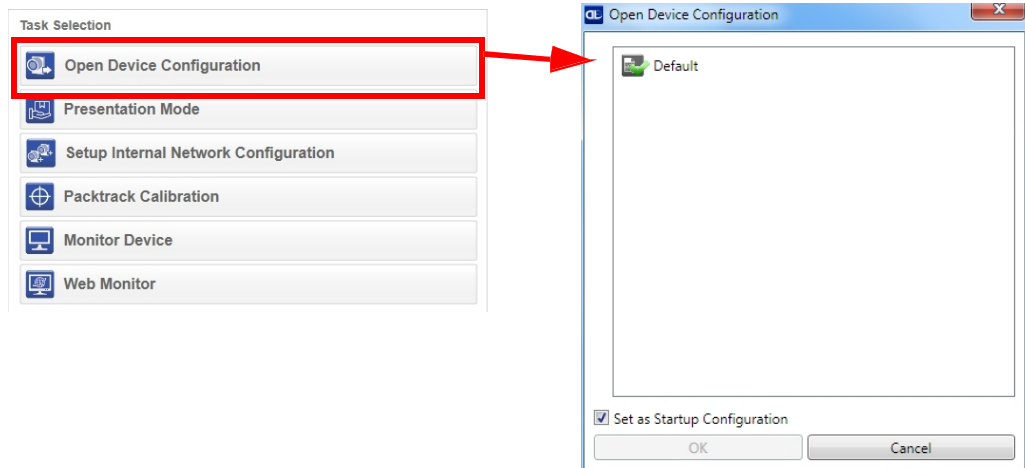 Task Selection
Open Device Configuration
Presentation Mode
Setup Internal Network Configuration
Packtrack Calibration
Monitor Device
Web Monitor
Open Device Configuration
Default
Set as Startup Configuration
OK
Cancel